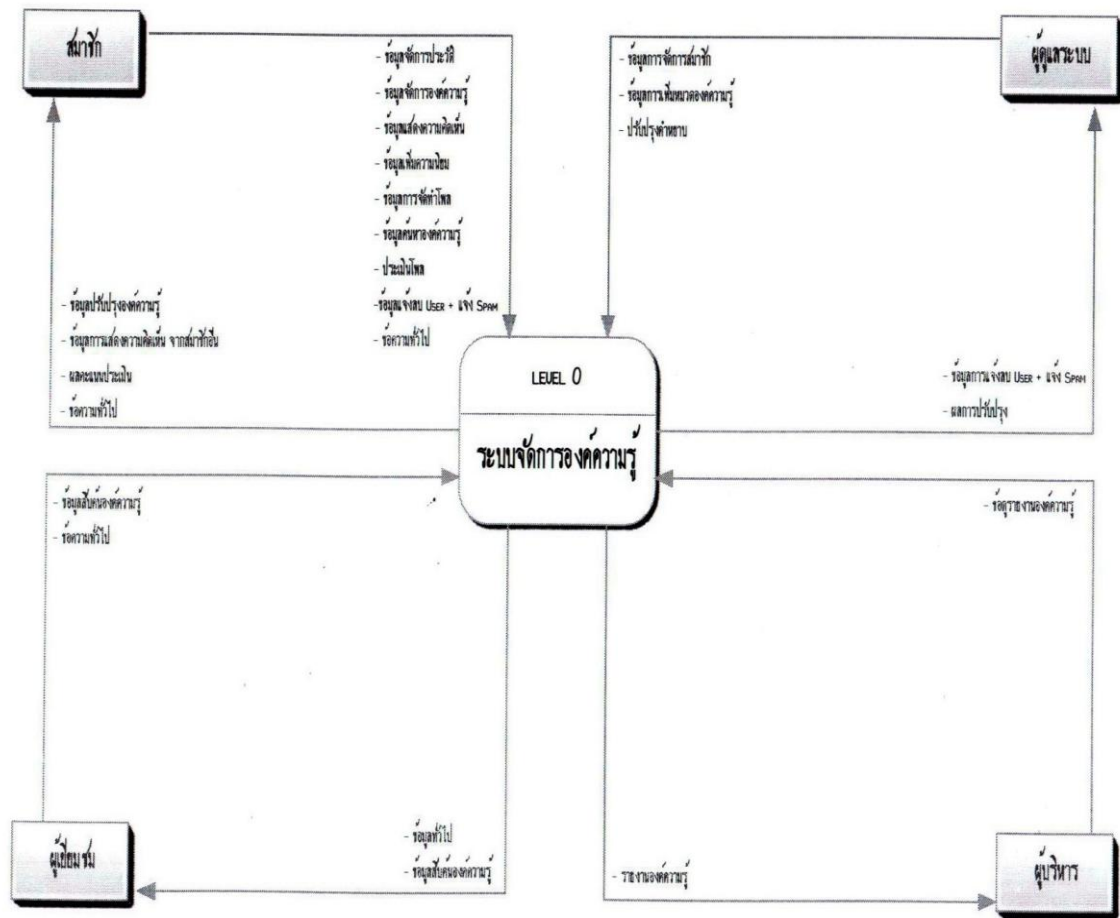 สมาชิก
- ข้อมูลจัดการประวัติ
- ข้อมูลจัดการองค์ความรู้
- ข้อมูลแสดงความคิดเห็น
- ข้อมูลเพิ่มความนิยม
- ข้อมูลการจัดทำโพล
- ข้อมูลค้นหาองค์ความรู้
- ประเมินโพล
-ข้อมูลแจ้งลบ USER + แจ้ง SPAM
- ข้อความทั่วไป
ผู้ดูแลระบบ
- ข้อมูลการจัดการสมาชิก
- ข้อมูลการเพิ่มหมวดองค์ความรู้
- ปรับปรุงคำหยาบ
- ข้อมูลปรับปรุงองค์ความรู้
- ข้อมูลการแสดงความคิดเห็น จากสมาชิกอื่น
- ผลคะแนนประเมิน
- ข้อความทั่วไป
LEVEL 0
ระบบจัดการองค์ความรู้
- ข้อมูลการแจ้งลบ USER + แจ้ง SPAM
- ผลการปรับปรุง
- ข้อมูลสืบค้นองค์ความรู้
- ข้อความทั่วไป
- ข้อดูรายงานองค์ความรู้
ผู้เยี่ยมชม
- ข้อมูลทั่วไป
- ข้อมูลสืบค้นองค์ความรู้
- รายงานองค์ความรู้
ผู้บริหาร